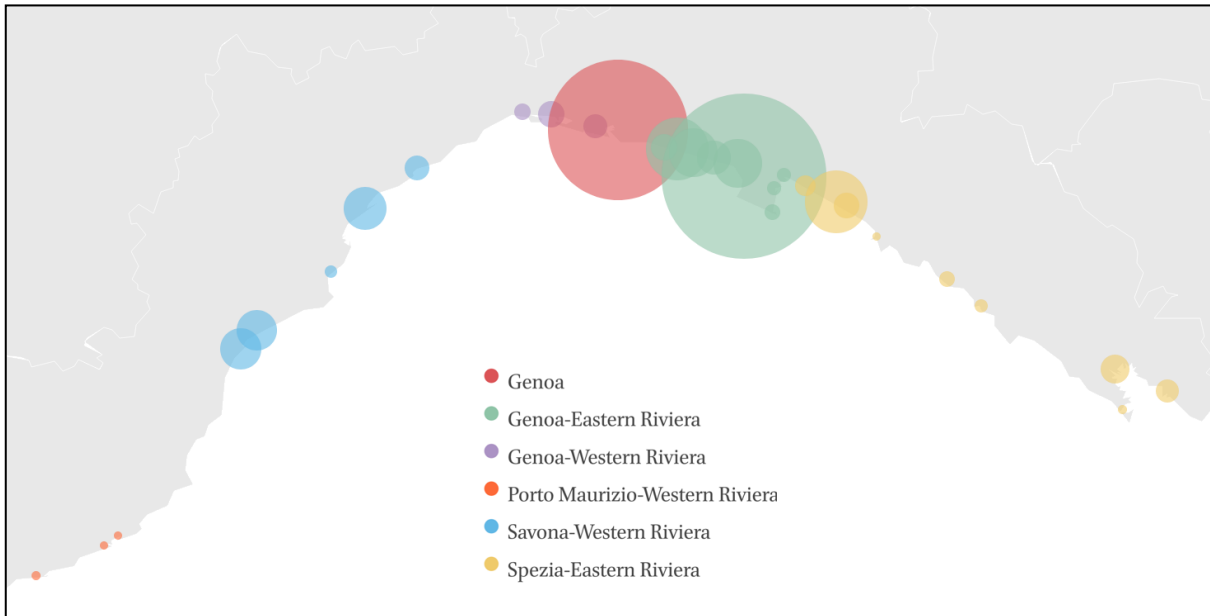 Genoa
Genoa-Eastern Riviera
Genoa-Western Riviera
Porto Maurizio-Western Riviera
Savona-Western Riviera
Spezia-Eastern Riviera